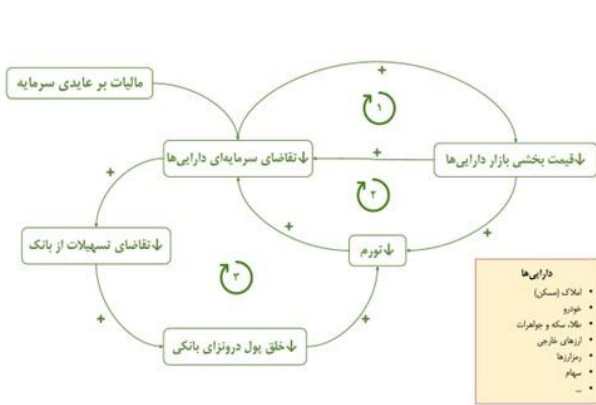 مالیات بر عایدی سرمایه
+
۱
↓تقاضای سرمایه‌ای دارایی‌ها
+
↓قیمت بخشی بازار دارایی‌ها
+
۲
+
+
↓تقاضای تسهیلات از بانک
↓تورم
۳
+
+
↓خلق پول درونزای بانکی
دارایی‌ها
• املاک (مسکن)
• خودرو
• طلا، سکه و جواهرات
• ارزهای خارجی
• رمزارزها
• سهام
• ...